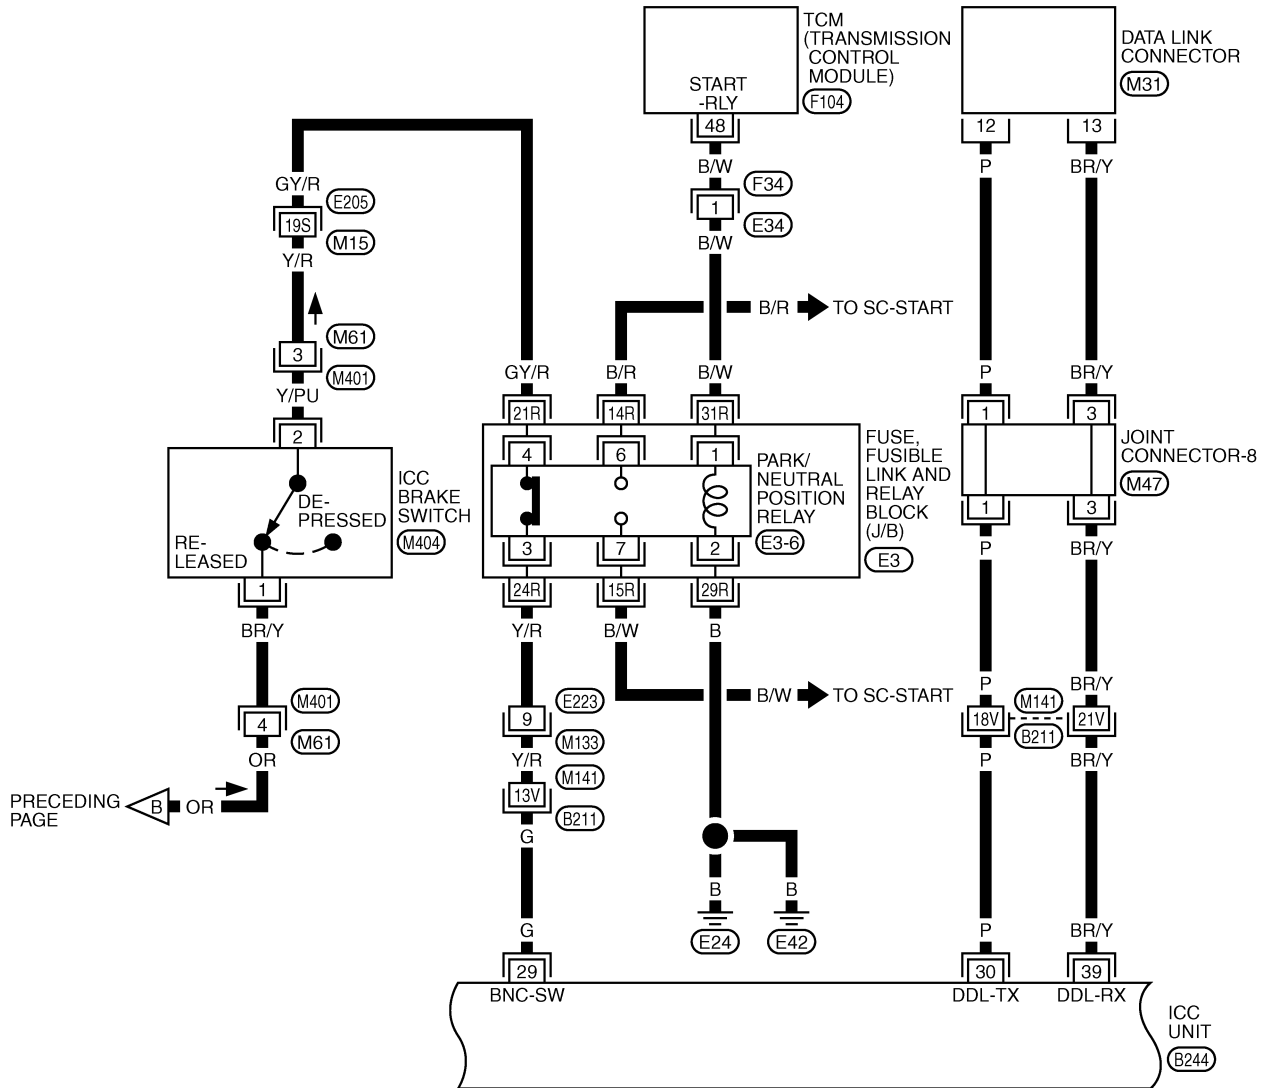 TCM
(TRANSMISSION
CONTROL
MODULE)
F104
START
-RLY
48
B/W
F34
1
E34
B/W
DATA LINK
CONNECTOR
M31
12
13
P
BR/Y
GY/R
E205
19S
M15
Y/R
M61
3
M401
Y/PU
2
B/R
TO SC-START
GY/R
B/R
B/W
P
BR/Y
21R
14R
31R
1
3
4
6
1
FUSE,
FUSIBLE
LINK AND
RELAY
BLOCK
(J/B)
E3
PARK/
NEUTRAL
POSITION
RELAY
E3-6
JOINT
CONNECTOR-8
M47
ICC
BRAKE
SWITCH
M404
DE-
PRESSED
RE-
LEASED
3
7
2
1
3
1
24R
15R
29R
BR/Y
Y/R
B/W
B
P
BR/Y
M401
4
M61
OR
E223
9
M133
Y/R
M141
13V
B211
G
B/W
TO SC-START
P
BR/Y
M141
18V
21V
B211
P
BR/Y
PRECEDING
PAGE
B
OR
B
B
E24
E42
G
P
BR/Y
29
30
39
BNC-SW
DDL-TX
DDL-RX
ICC
UNIT
B244